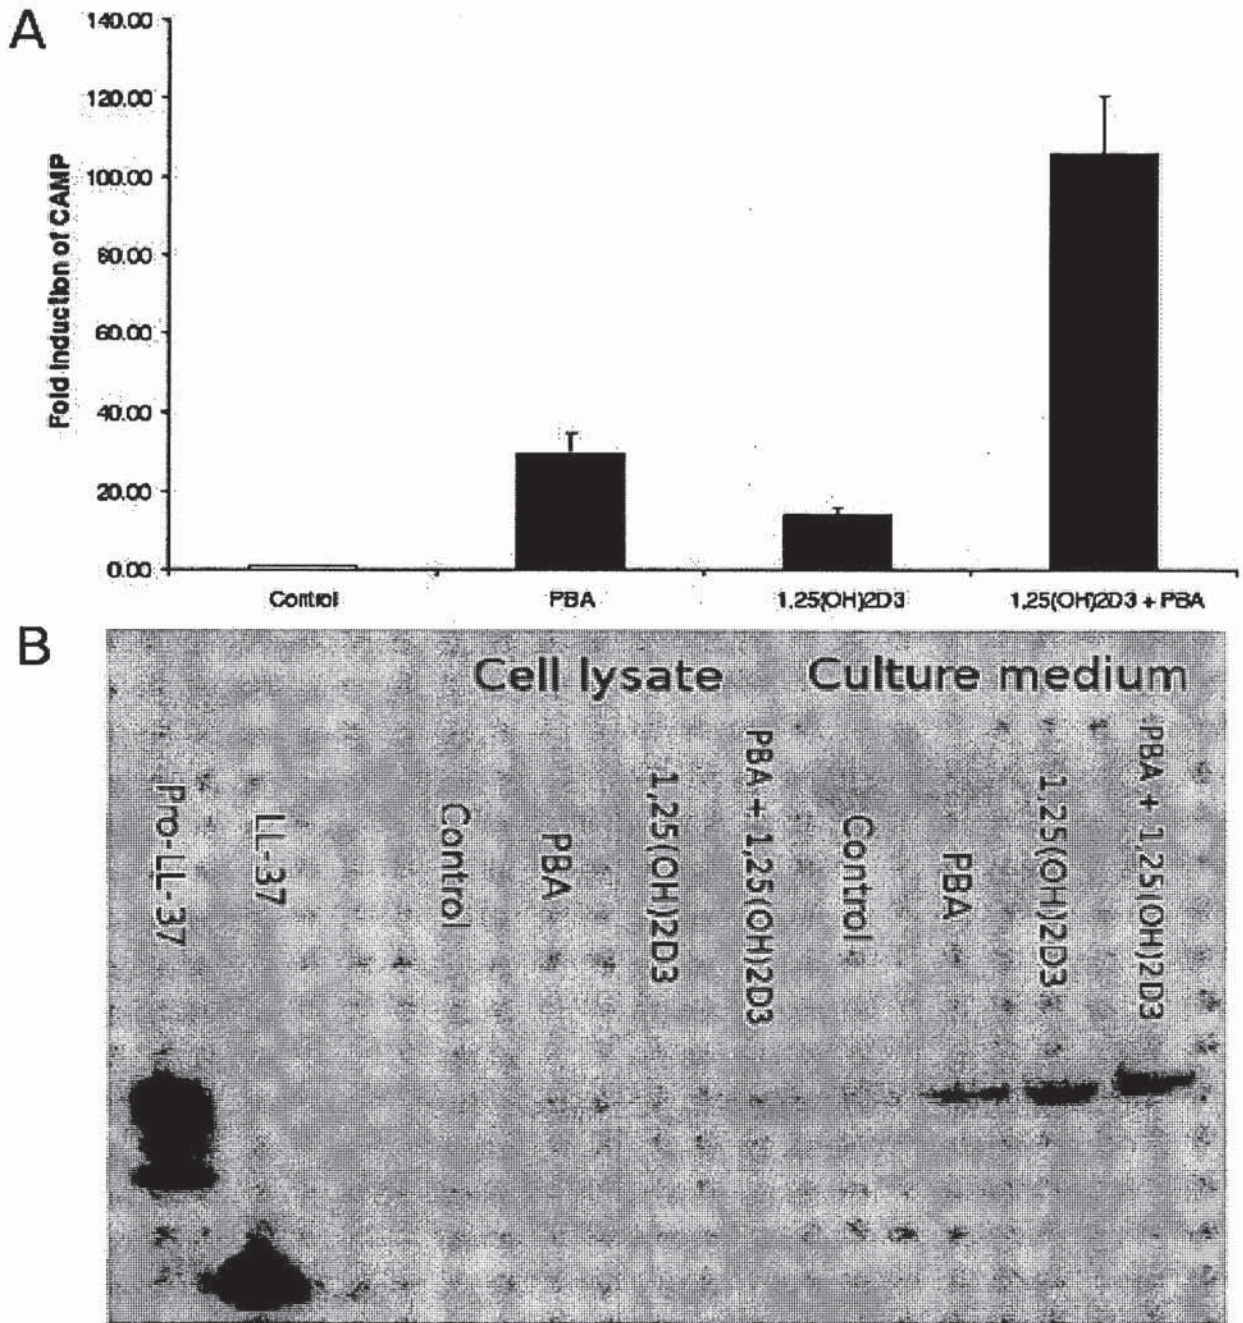 A
140.00
120.00
100.00
80.00
60.00
40.00
20.00
0.00
Fold induction of CAMP
Control
PBA
1,25(OH)2D3
1,25(OH)2D3 + PBA
B
Cell lysate
Culture medium
Pro-LL-37
LL-37
Control
PBA
1,25(OH)2D3
PBA + 1,25(OH)2D3
Control
PBA
1,25(OH)2D3
PBA + 1,25(OH)2D3